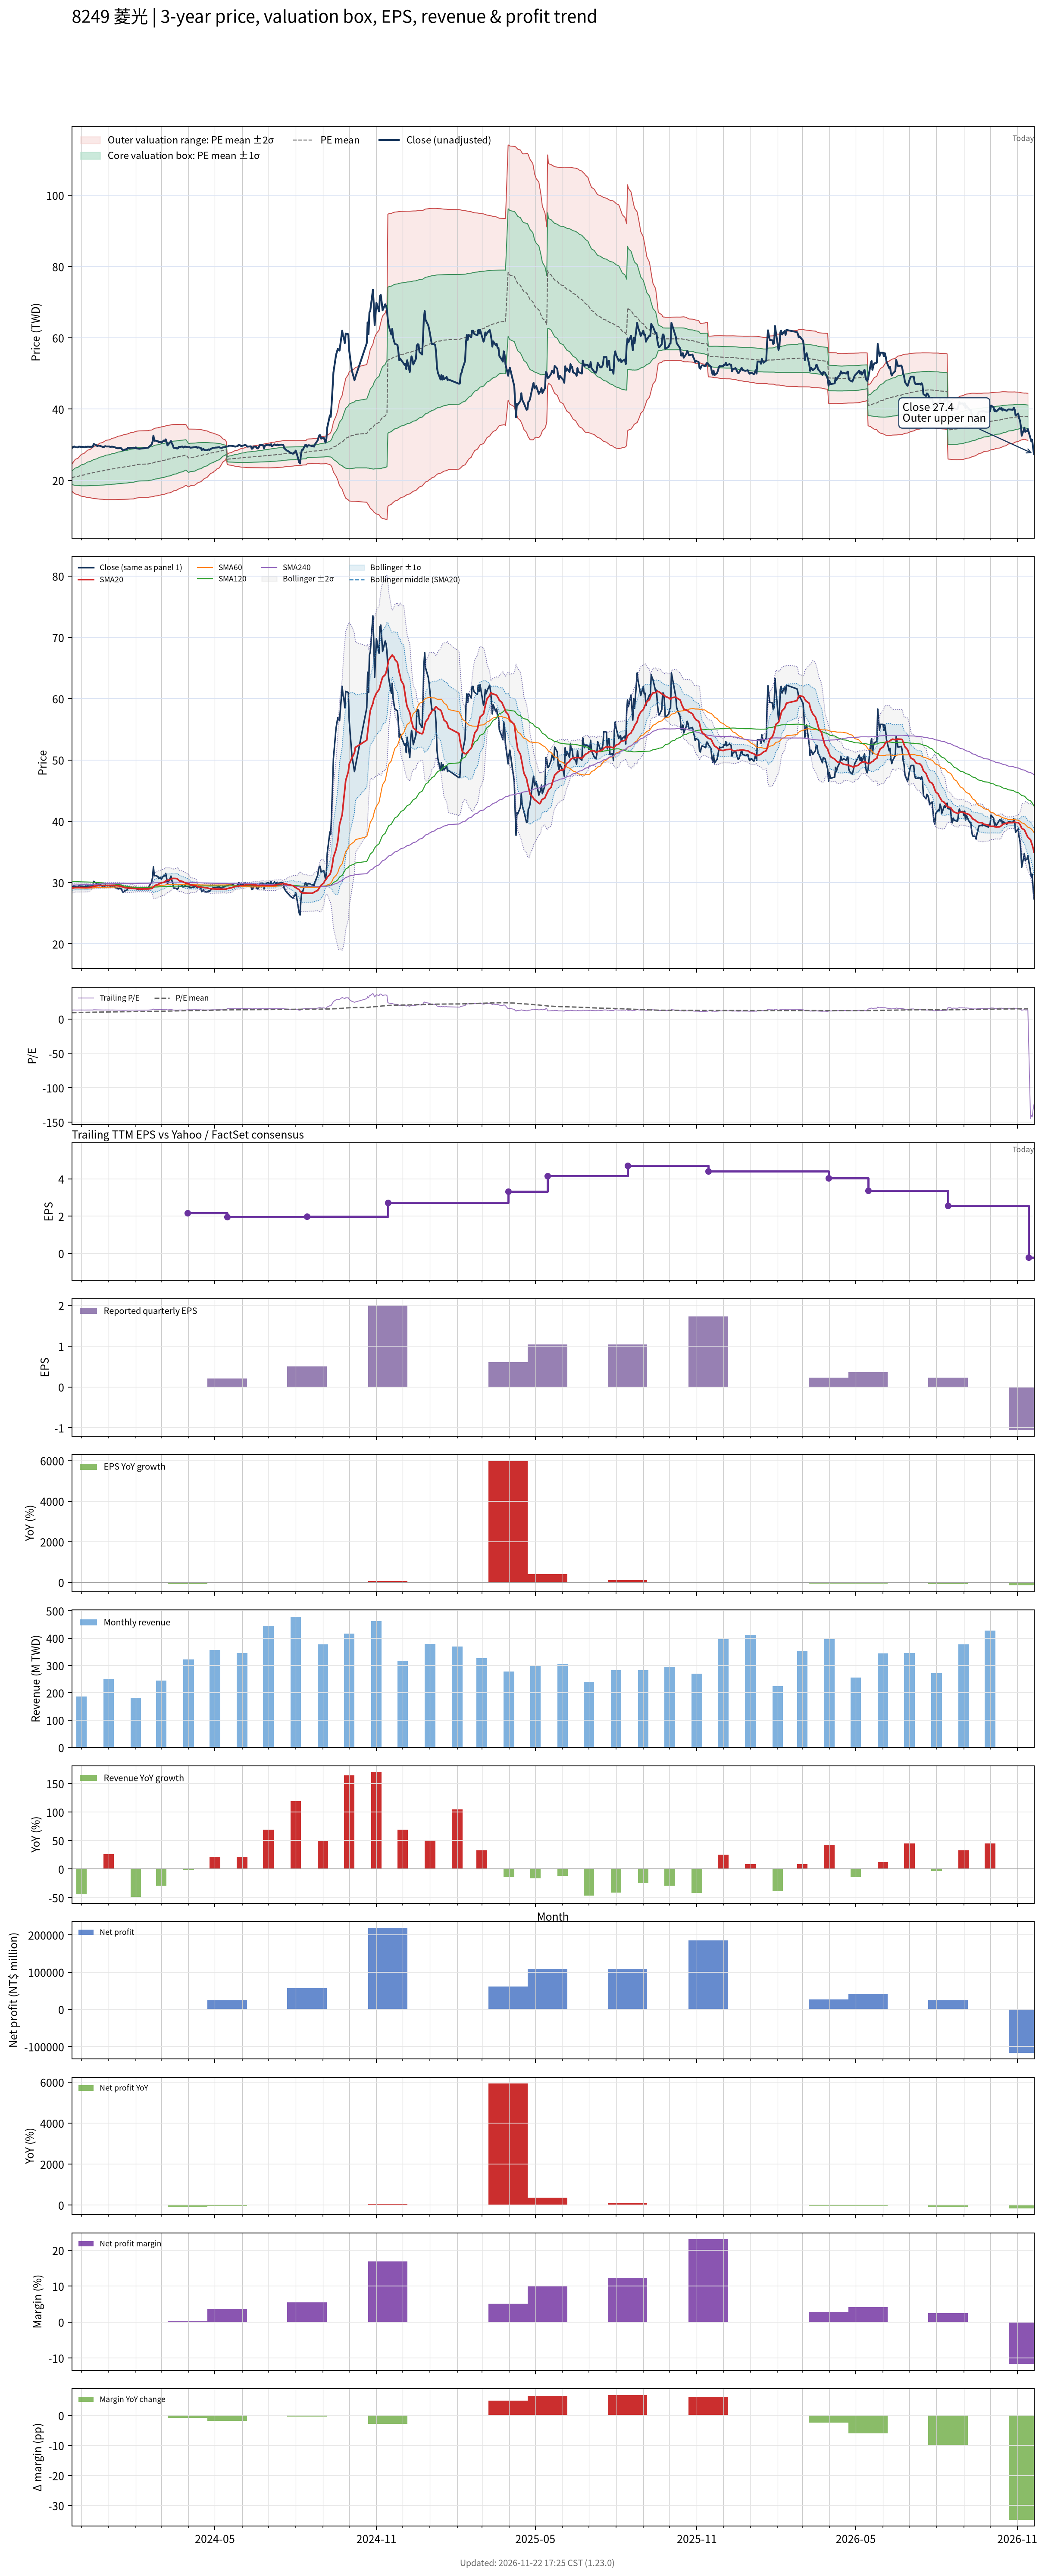 8249 菱光 | 3-year price, valuation box, EPS, revenue & profit trend
Outer valuation range: PE mean ±2σ
Core valuation box: PE mean ±1σ
PE mean
Close (unadjusted)
Today
100
80
60
40
20
Price (TWD)
Close 27.4
Outer upper nan
Close (same as panel 1)
SMA20
SMA60
SMA120
SMA240
Bollinger ±2σ
Bollinger ±1σ
Bollinger middle (SMA20)
80
70
60
50
40
30
20
Price
Trailing P/E
P/E mean
0
-50
-100
-150
P/E
Trailing TTM EPS vs Yahoo / FactSet consensus
Today
4
2
0
EPS
Reported quarterly EPS
2
1
0
-1
EPS
EPS YoY growth
6000
4000
2000
0
YoY (%)
Monthly revenue
500
400
300
200
100
0
Revenue (M TWD)
Revenue YoY growth
150
100
50
0
-50
YoY (%)
Month
Net profit
200000
100000
0
-100000
Net profit (NT$ million)
Net profit YoY
6000
4000
2000
0
YoY (%)
Net profit margin
20
10
0
-10
Margin (%)
Margin YoY change
0
-10
-20
-30
Δ margin (pp)
2024-05
2024-11
2025-05
2025-11
2026-05
2026-11
Updated: 2026-11-22 17:25 CST (1.23.0)